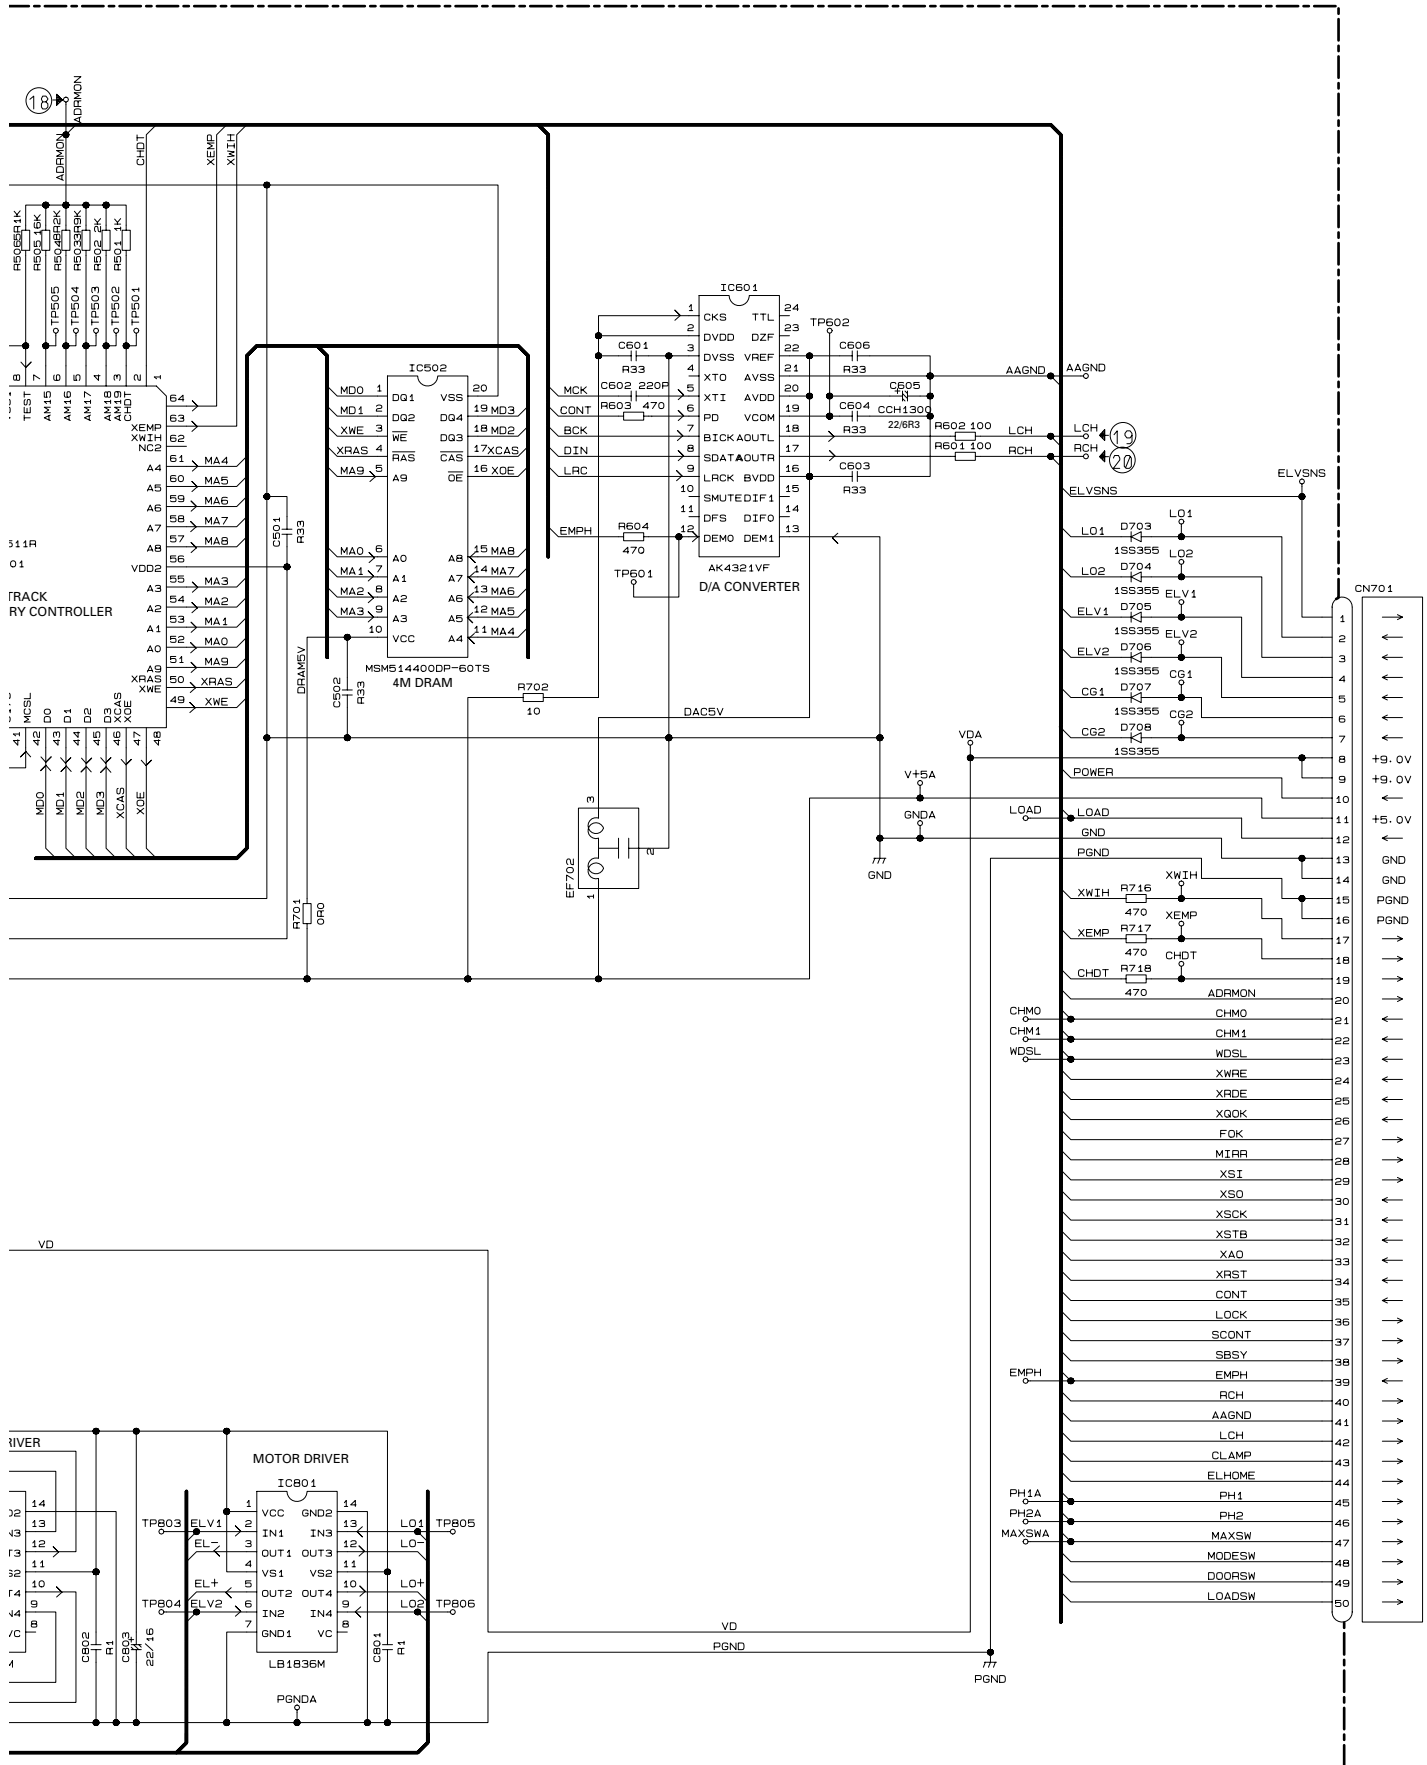 18
ADRMON
ADRMON
CHDT
XEMP
XWIH
R505 16K
R502 2K
R501 1K
TP505
TP504
TP503
TP502
TP501
8 7 6 5 4 3 2 1
TEST
AM15
AM16
AM17
AM18
AM19
CHDT
64
63
XEMP
XWIH 62
NC2
A4 61 MA4
A5 60 MA5
A6 59 MA6
A7 58 MA7
A8 57 MA8
VDD2 56
A3 55 MA3
A2 54 MA2
A1 53 MA1
A0 52 MA0
A9 51 MA9
XRAS 50 XRAS
XWE 49 XWE
511R
01
TRACK
RY CONTROLLER
MCSL
D0
D1
D2
D3
XCAS
XOE
41 42 43 44 45 46 47 48
MD0
MD1
MD2
MD3
XCAS
XOE
C501
R33
IC502
MD0 1 DQ1
MD1 2 DQ2
XWE 3 WE
XRAS 4 RAS
MA9 5 A9
MA0 6 A0
MA1 7 A1
MA2 8 A2
MA3 9 A3
10 VCC
VSS 20
DQ4 19 MD3
DQ3 18 MD2
CAS 17 XCAS
OE 16 XOE
A8 15 MA8
A7 14 MA7
A6 13 MA6
A5 12 MA5
A4 11 MA4
MSM514400DP-60TS
4M DRAM
DRAM5V
C502
R33
R701
0R0
R702
10
DAC5V
EF702
3
2
1
IC601
1 CKS
2 DVDD
3 DVSS
4 XTO
5 XTI
6 PD
7 BICK
8 SDATA
9 LRCK
10 SMUTE
11 DFS
12 DEM0
TTL 24
DZF 23
VREF 22
AVSS 21
AVDD 20
VCOM 19
AOUTL 18
AOUTR 17
BVDD 16
DIF1 15
DIF0 14
DEM1 13
AK4321VF
D/A CONVERTER
C601
R33
C602 220P
R603 470
MCK
CONT
BCK
DIN
LRC
EMPH
R604
470
TP601
TP602
C606
R33
C605
CCH1300
22/6R3
C604
R33
C603
R33
R602 100
R601 100
AAGND
AAGND
LCH
LCH
19
RCH
RCH
20
ELVSNS
ELVSNS
LO1 D703 LO1
1SS355
LO2 D704 LO2
1SS355
ELV1 D705 ELV1
1SS355
ELV2 D706 ELV2
1SS355
CG1 D707 CG1
1SS355
CG2 D708 CG2
1SS355
VDA
V+5A
GNDA
GND
LOAD
POWER
LOAD
GND
PGND
XWIH R716 XWIH
470
XEMP R717 XEMP
470
CHDT R718 CHDT
470
CN701
1
2
3
4
5
6
7
8 +9.0V
9 +9.0V
10
11 +5.0V
12
13 GND
14 GND
15 PGND
16 PGND
17
18
19
ADRMON 20
CHM0 CHM0 21
CHM1 CHM1 22
WDSL WDSL 23
XWRE 24
XRDE 25
XQOK 26
FOK 27
MIRR 28
XSI 29
XSO 30
XSCK 31
XSTB 32
XAO 33
XRST 34
CONT 35
LOCK 36
SCONT 37
SBSY 38
EMPH EMPH 39
RCH 40
AAGND 41
LCH 42
CLAMP 43
ELHOME 44
PH1A PH1 45
PH2A PH2 46
MAXSWA MAXSW 47
MODESW 48
DOORSW 49
LOADSW 50
VD
RIVER
14
13
12
11
10
9
8
C802
R1
C803
22/16
MOTOR DRIVER
IC801
1 VCC
2 IN1
3 OUT1
4 VS1
5 OUT2
6 IN2
7 GND1
GND2 14
IN3 13
OUT3 12
VS2 11
OUT4 10
IN4 9
VC 8
LB1836M
TP803 ELV1
EL-
EL+
TP804 ELV2
LO1 TP805
LO-
LO+
LO2 TP806
C801
R1
PGNDA
VD
PGND
PGND